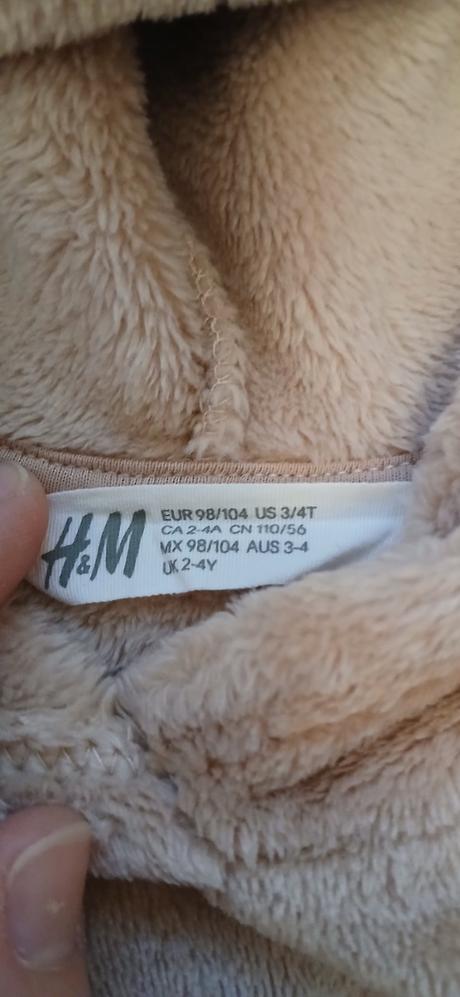 H&M
EUR 98/104 US 3/4T
CA 2-4A CN 110/56
MX 98/104 AUS 3-4
UK 2-4Y